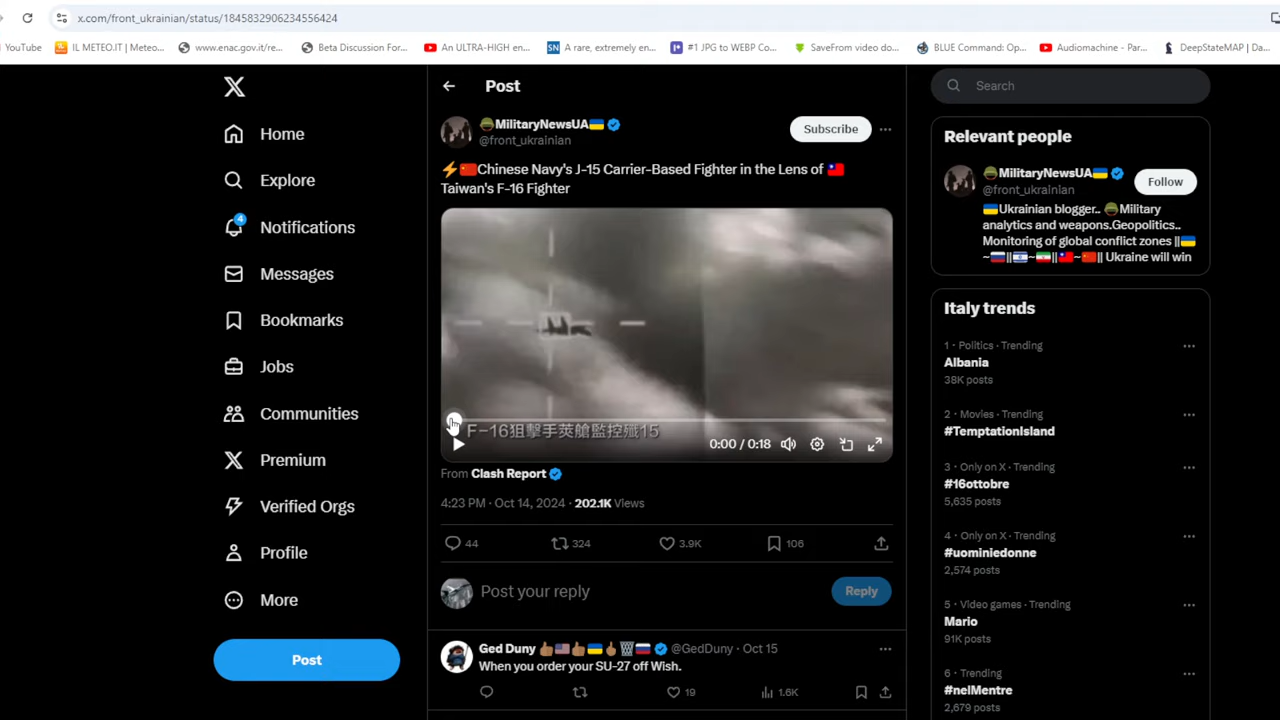 x.com/front_ukrainian/status/1845832906234556424
YouTube
IL METEO.IT | Meteo...
www.enac.gov.it/re...
Beta Discussion For...
An ULTRA-HIGH en...
SN
A rare, extremely en...
#1 JPG to WEBP Co...
SaveFrom video do...
BLUE Command: Op...
Audiomachine - Par...
DeepStateMAP | Da...
Home
Explore
4
Notifications
Messages
Bookmarks
Jobs
Communities
Premium
Verified Orgs
Profile
More
Post
Post
MilitaryNewsUA
@front_ukrainian
Subscribe
Chinese Navy's J-15 Carrier-Based Fighter in the Lens of
Taiwan's F-16 Fighter
F-16狙擊手莢艙監控殲15
0:00 / 0:18
From Clash Report
4:23 PM · Oct 14, 2024 · 202.1K Views
44
324
3.9K
106
Post your reply
Reply
Ged Duny @GedDuny · Oct 15
When you order your SU-27 off Wish.
19
1.6K
Search
Relevant people
MilitaryNewsUA
@front_ukrainian
Follow
Ukrainian blogger.. Military
analytics and weapons.Geopolitics..
Monitoring of global conflict zones ||
~||~||~|| Ukraine will win
Italy trends
1 · Politics · Trending
Albania
38K posts
2 · Movies · Trending
#TemptationIsland
3 · Only on X · Trending
#16ottobre
5,635 posts
4 · Only on X · Trending
#uominiedonne
2,574 posts
5 · Video games · Trending
Mario
91K posts
6 · Trending
#nelMentre
2,679 posts